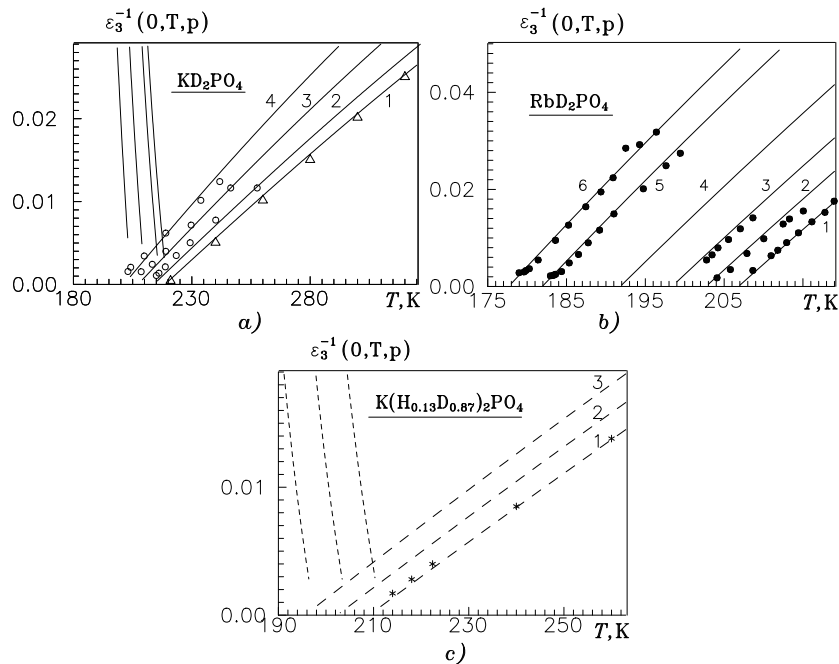 ε₃⁻¹(0,T,p)
KD₂PO₄
4 3 2 1
0.02
0.01
0.00
180 230 280 T,K
a)
ε₃⁻¹(0,T,p)
RbD₂PO₄
0.04
0.02
0.00
6 5 4 3 2 1
175 185 195 205 T,K
b)
ε₃⁻¹(0,T,p)
K(H₀.₁₃D₀.₈₇)₂PO₄
3
2
1
0.01
0.00
190 210 230 250 T,K
c)